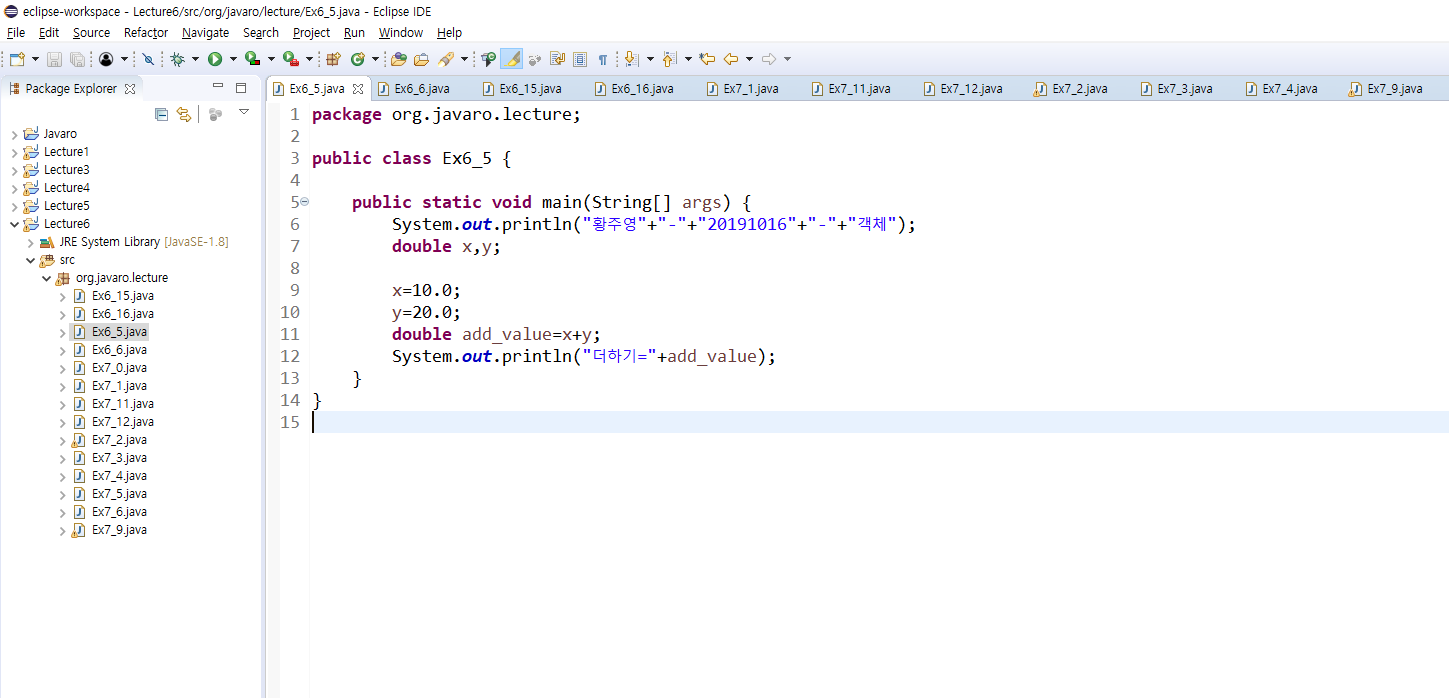 eclipse-workspace - Lecture6/src/org/javaro/lecture/Ex6_5.java - Eclipse IDE
File Edit Source Refactor Navigate Search Project Run Window Help
Package Explorer
Ex6_5.java Ex6_6.java Ex6_15.java Ex6_16.java Ex7_1.java Ex7_11.java Ex7_12.java Ex7_2.java Ex7_3.java Ex7_4.java Ex7_9.java
Javaro
Lecture1
Lecture3
Lecture4
Lecture5
Lecture6
JRE System Library [JavaSE-1.8]
src
org.javaro.lecture
Ex6_15.java
Ex6_16.java
Ex6_5.java
Ex6_6.java
Ex7_0.java
Ex7_1.java
Ex7_11.java
Ex7_12.java
Ex7_2.java
Ex7_3.java
Ex7_4.java
Ex7_5.java
Ex7_6.java
Ex7_9.java
1 package org.javaro.lecture;
2
3 public class Ex6_5 {
4
5 public static void main(String[] args) {
6 System.out.println("황주영"+"-"+"20191016"+"-"+"객체");
7 double x,y;
8
9 x=10.0;
10 y=20.0;
11 double add_value=x+y;
12 System.out.println("더하기="+add_value);
13 }
14 }
15